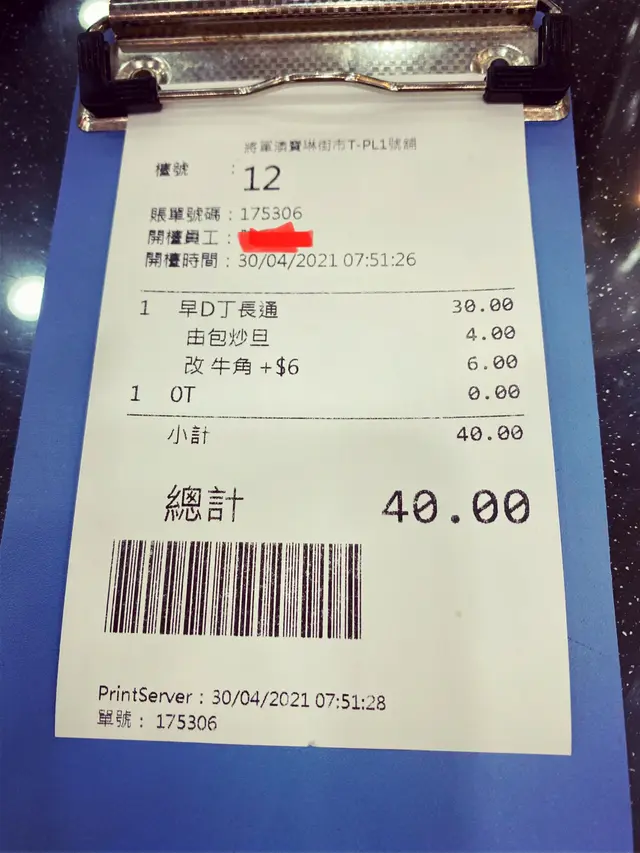 將軍澳寶琳街市T-PL1號舖
檯號 : 12
賬單號碼 : 175306
開檯員工 :
開檯時間 : 30/04/2021 07:51:26
1 早D丁長通 30.00
由包炒旦 4.00
改 牛角 +$6 6.00
1 OT 0.00
小計 40.00
總計 40.00
PrintServer : 30/04/2021 07:51:28
單號 : 175306